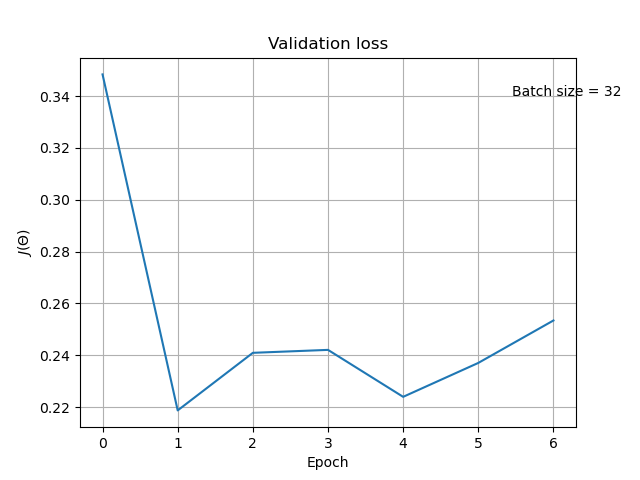 Validation loss
Batch size = 32
0.34
0.32
0.30
0.28
0.26
0.24
0.22
J(Θ)
0 1 2 3 4 5 6
Epoch